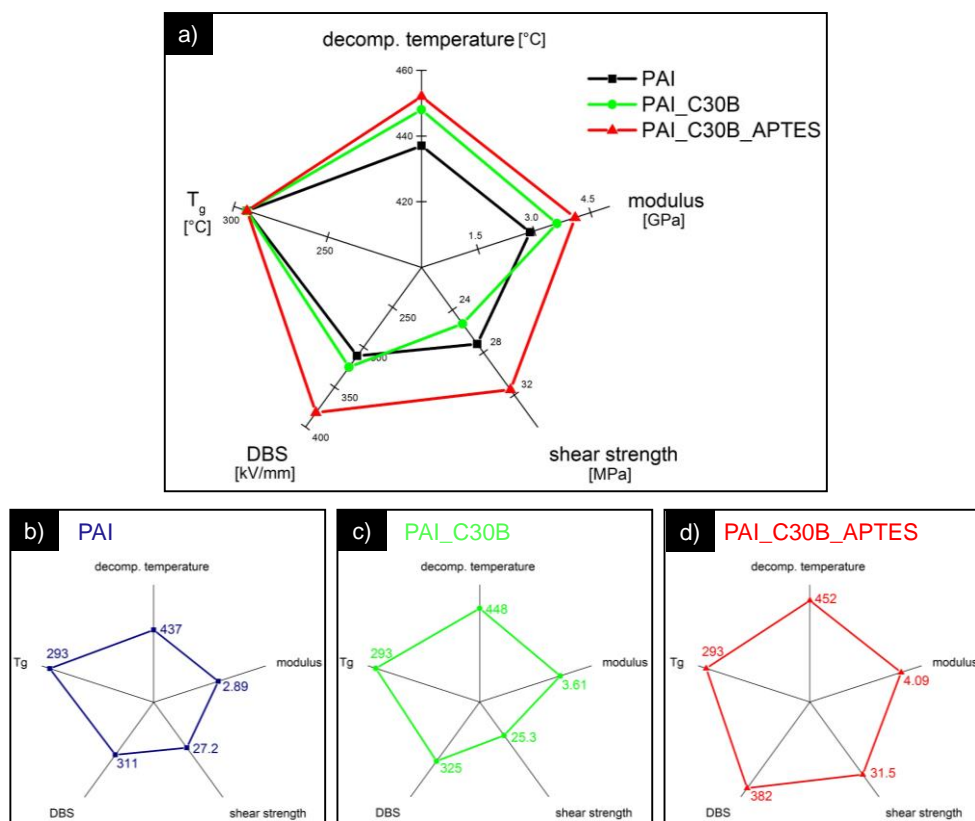 a)
decomp. temperature [°C]
460
440
420
PAI
PAI_C30B
PAI_C30B_APTES
Tg
[°C]
300
250
1.5
3.0
4.5
modulus
[GPa]
24
28
32
shear strength
[MPa]
250
300
350
400
DBS
[kV/mm]
b) PAI
decomp. temperature
437
Tg
293
modulus
2.89
27.2
311
DBS
shear strength
c) PAI_C30B
decomp. temperature
448
Tg
293
modulus
3.61
25.3
325
DBS
shear strength
d) PAI_C30B_APTES
decomp. temperature
452
Tg
293
modulus
4.09
31.5
382
DBS
shear strength